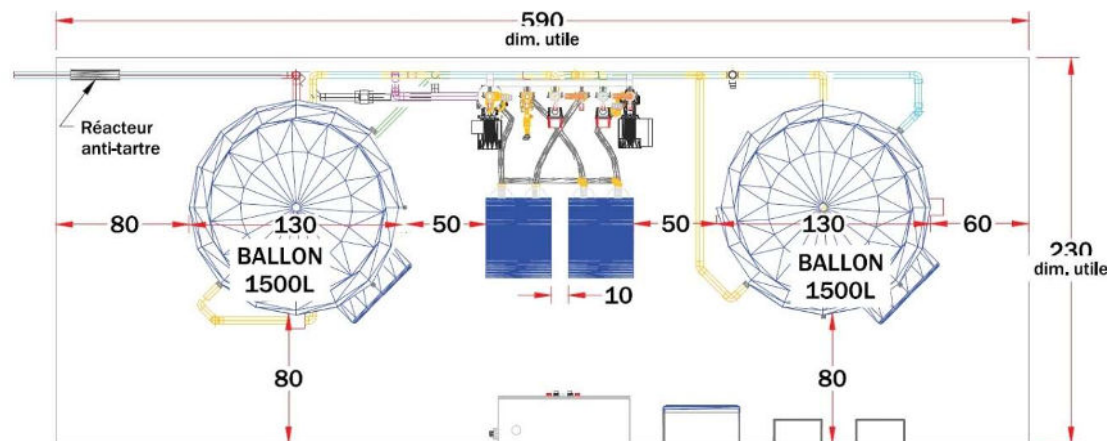 590
dim. utile
Réacteur
anti-tartre
80
130
50
50
130
60
BALLON
1500L
BALLON
1500L
230
dim. utile
10
80
80